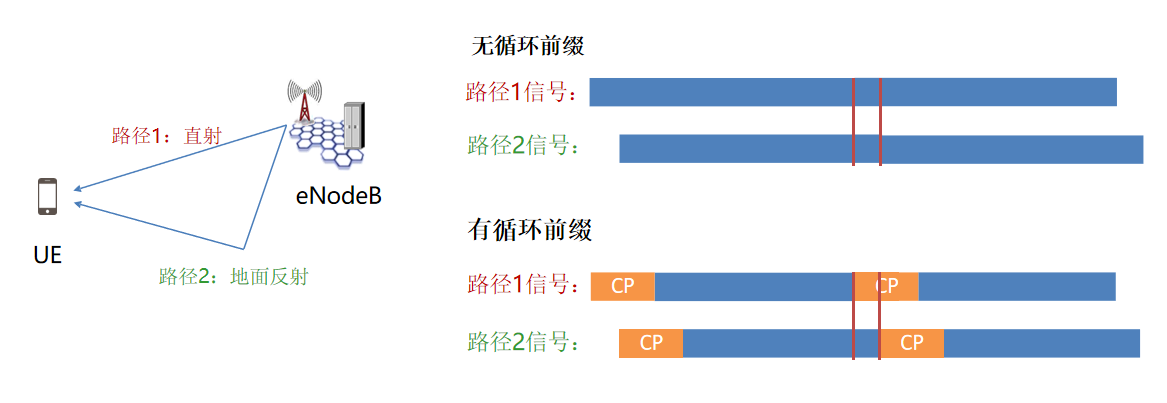 无循环前缀
路径1信号：
路径2信号：
路径1：直射
eNodeB
UE
路径2：地面反射
有循环前缀
路径1信号：
CP
CP
路径2信号：
CP
CP